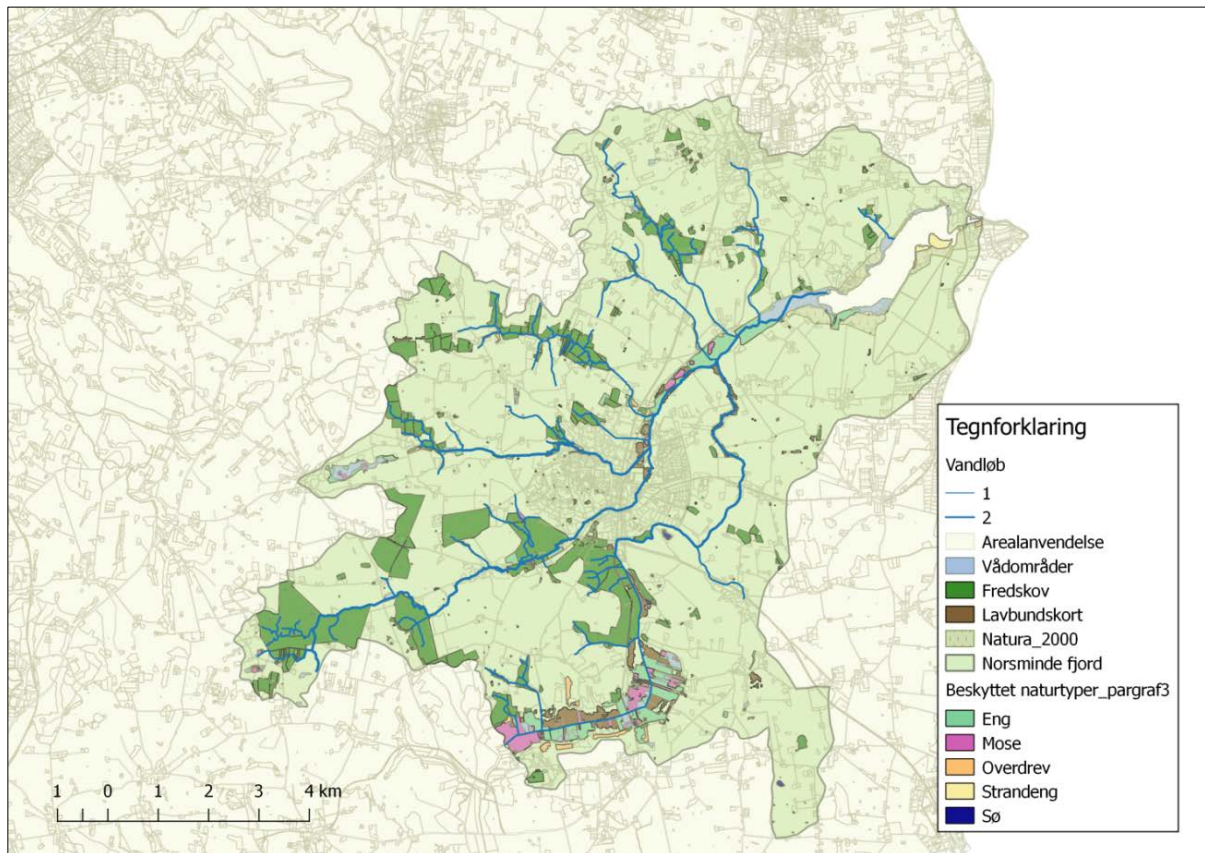 Tegnforklaring
Vandløb
1
2
Arealanvendelse
Vådområder
Fredskov
Lavbundskort
Natura_2000
Norsminde fjord
Beskyttet naturtyper_pargraf3
Eng
Mose
Overdrev
Strandeng
Sø
1 0 1 2 3 4 km